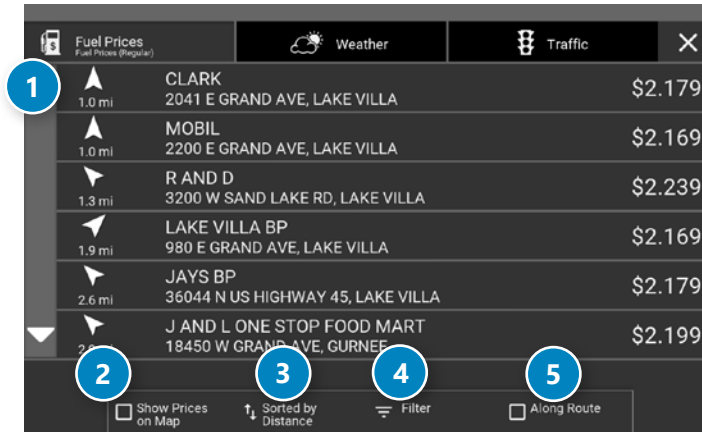 Fuel Prices
Fuel Prices (Regular)
Weather
Traffic
1
1.0 mi
CLARK
2041 E GRAND AVE, LAKE VILLA
$2.179
1.0 mi
MOBIL
2200 E GRAND AVE, LAKE VILLA
$2.169
1.3 mi
R AND D
3200 W SAND LAKE RD, LAKE VILLA
$2.239
1.9 mi
LAKE VILLA BP
980 E GRAND AVE, LAKE VILLA
$2.169
2.6 mi
JAYS BP
36044 N US HIGHWAY 45, LAKE VILLA
$2.179
J AND L ONE STOP FOOD MART
18450 W GRAND AVE, GURNEE
$2.199
2
3
4
5
Show Prices
on Map
Sorted by
Distance
Filter
Along Route